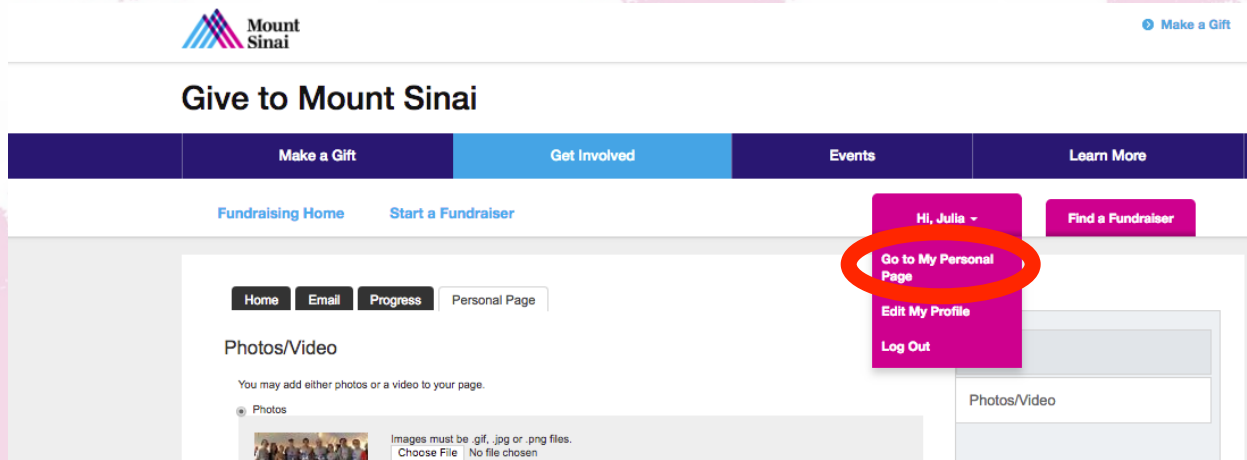 Mount
Sinai
Make a Gift
Give to Mount Sinai
Make a Gift
Get Involved
Events
Learn More
Fundraising Home
Start a Fundraiser
Hi, Julia
Find a Fundraiser
Go to My Personal
Page
Edit My Profile
Log Out
Home
Email
Progress
Personal Page
Photos/Video
You may add either photos or a video to your page.
Photos
Images must be .gif, .jpg or .png files.
Choose File No file chosen
Photos/Video